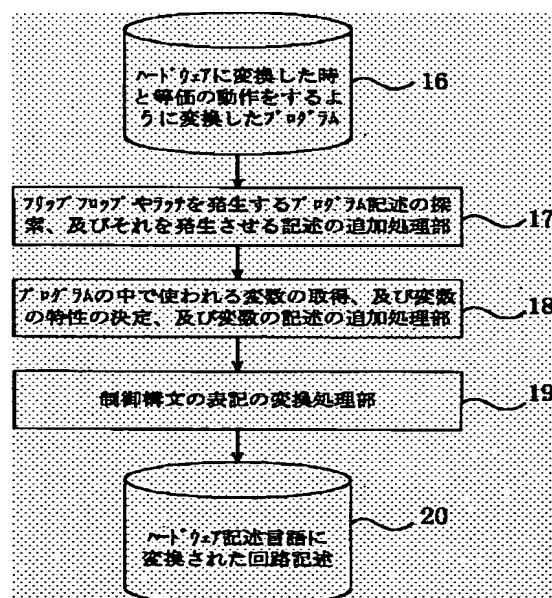 ハードウェアに変換した時
と等価の動作をするよ
うに変換したプログラム
16
フリップフロップやラッチを発生するプログラム記述の探
索、及びそれを発生させる記述の追加処理部
17
プログラムの中で使われる変数の取得、及び変数
の特性の決定、及び変数の記述の追加処理部
18
制御構文の表記の変換処理部
19
ハードウェア記述言語に
変換された回路記述
20